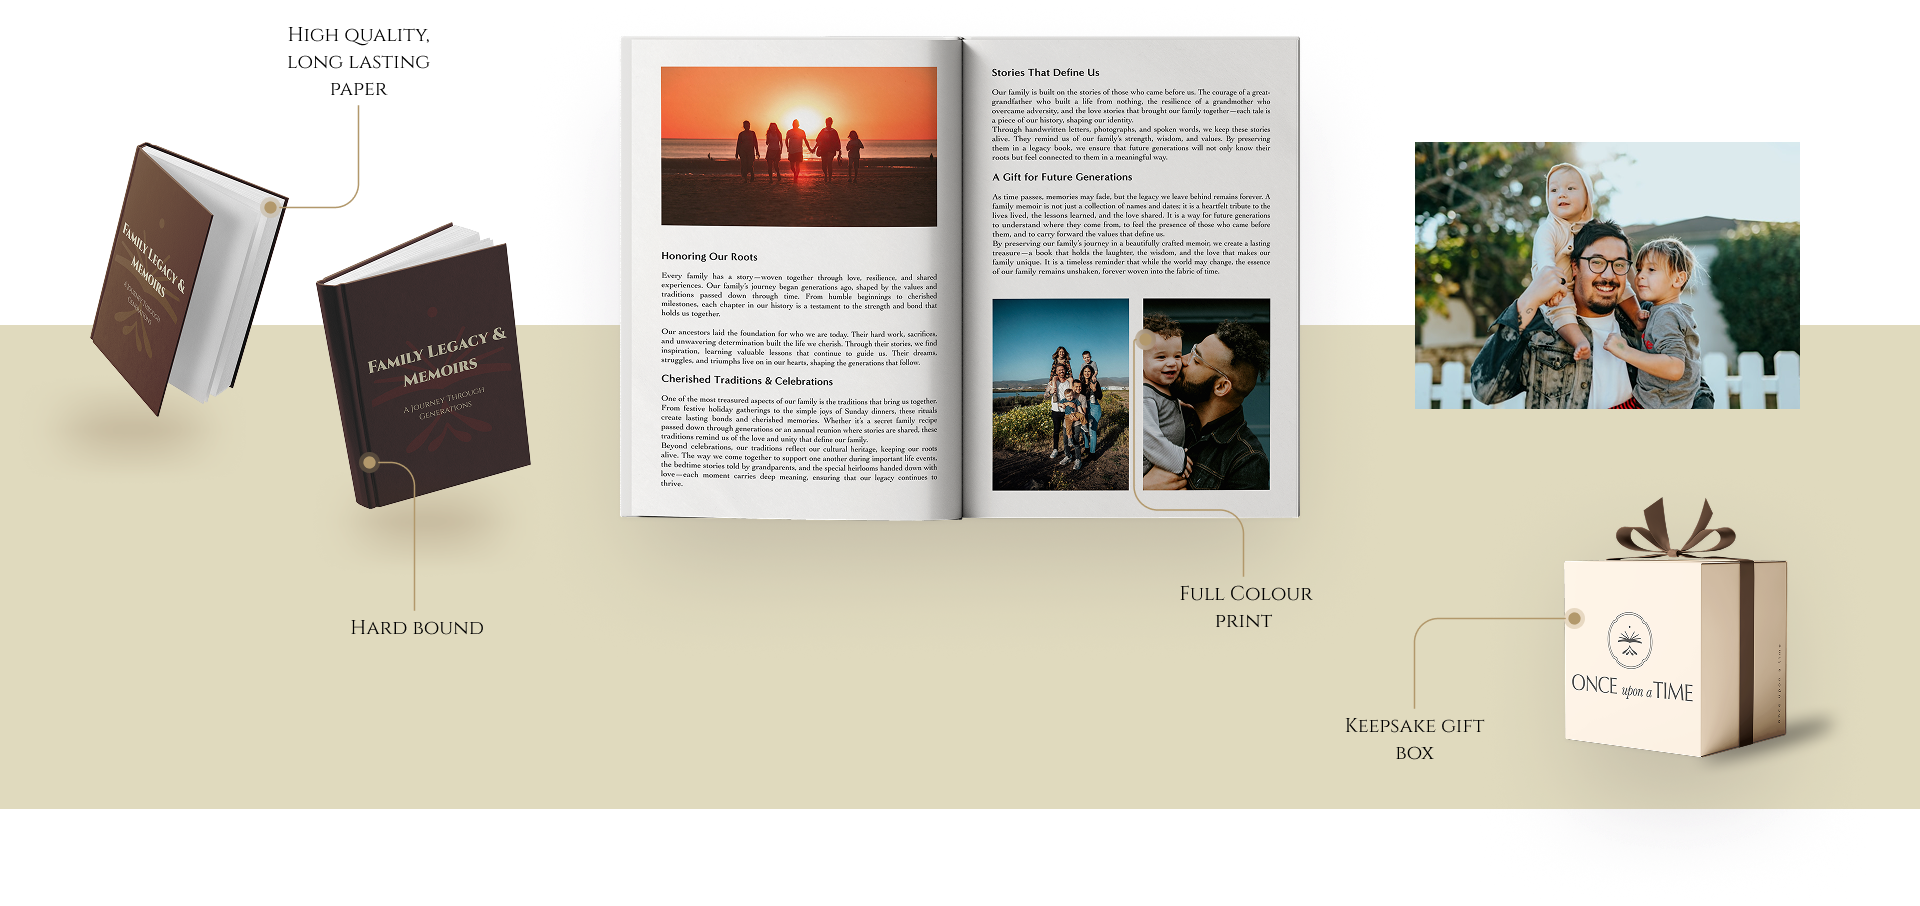 HIGH QUALITY,
LONG LASTING
PAPER
FAMILY LEGACY &
MEMOIRS
A JOURNEY THROUGH
GENERATIONS
FAMILY LEGACY &
MEMOIRS
A JOURNEY THROUGH
GENERATIONS
HARD BOUND
Honoring Our Roots
Every family has a story—woven together through love, resilience, and shared
experiences. Our family's journey began generations ago, shaped by the values and
traditions passed down through time. From humble beginnings to cherished
milestones, each chapter in our history is a testament to the strength and bond that
holds us together.
Our ancestors laid the foundation for who we are today. Their hard work, sacrifices,
and unwavering determination built the life we cherish. Through their stories, we find
inspiration, learning valuable lessons that continue to guide us. Their dreams,
struggles, and triumphs live on in our hearts, shaping the generations that follow.
Cherished Traditions & Celebrations
One of the most treasured aspects of our family is the traditions that bring us together.
From festive holiday gatherings to the simple joys of Sunday dinners, these rituals
create lasting bonds and cherished memories. Whether it's a secret family recipe
passed down through generations or an annual reunion where stories are shared, these
traditions remind us of the love and unity that define our family.
Beyond celebrations, our traditions reflect our cultural heritage, keeping our roots
alive. The way we come together to support one another during important life events,
the bedtime stories told by grandparents, and the special heirlooms handed down with
love—each moment carries deep meaning, ensuring that our legacy continues to
thrive.
Stories That Define Us
Our family is built on the stories of those who came before us. The courage of a great-
grandfather who built a life from nothing, the resilience of a grandmother who
overcame adversity, and the love stories that brought our family together—each tale is
a piece of our history, shaping our identity.
Through handwritten letters, photographs, and spoken words, we keep these stories
alive. They remind us of our family's strength, wisdom, and values. By preserving
them in a legacy book, we ensure that future generations will not only know their
roots but feel connected to them in a meaningful way.
A Gift for Future Generations
As time passes, memories may fade, but the legacy we leave behind remains forever. A
family memoir is not just a collection of names and dates; it is a heartfelt tribute to the
lives lived, the lessons learned, and the love shared. It is a way for future generations
to understand where they come from, to feel the presence of those who came before
them, and to carry forward the values that define us.
By preserving our family's journey in a beautifully crafted memoir, we create a lasting
treasure—a book that holds the laughter, the wisdom, and the love that makes our
family unique. It is a timeless reminder that while the world may change, the essence
of our family remains unshaken, forever woven into the fabric of time.
FULL COLOUR
PRINT
KEEPSAKE GIFT
BOX
ONCE upon a TIME
once upon a time